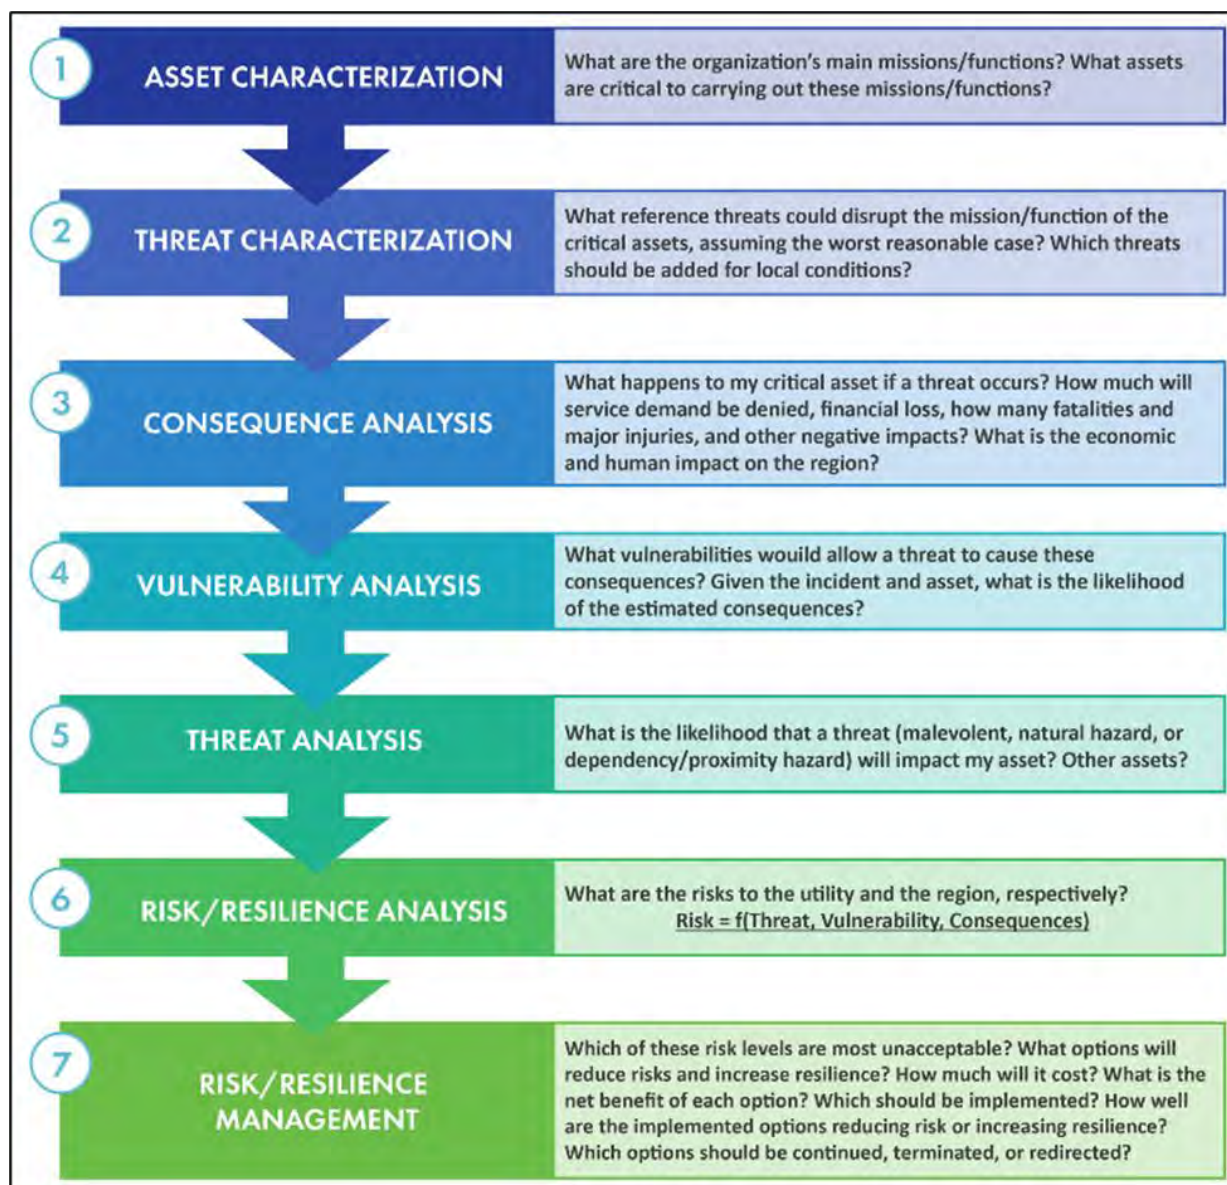 1
ASSET CHARACTERIZATION
What are the organization's main missions/functions? What assets
are critical to carrying out these missions/functions?
2
THREAT CHARACTERIZATION
What reference threats could disrupt the mission/function of the
critical assets, assuming the worst reasonable case? Which threats
should be added for local conditions?
3
CONSEQUENCE ANALYSIS
What happens to my critical asset if a threat occurs? How much will
service demand be denied, financial loss, how many fatalities and
major injuries, and other negative impacts? What is the economic
and human impact on the region?
4
VULNERABILITY ANALYSIS
What vulnerabilities wouild allow a threat to cause these
consequences? Given the incident and asset, what is the likelihood
of the estimated consequences?
5
THREAT ANALYSIS
What is the likelihood that a threat (malevolent, natural hazard, or
dependency/proximity hazard) will impact my asset? Other assets?
6
RISK/RESILIENCE ANALYSIS
What are the risks to the utility and the region, respectively?
Risk = f(Threat, Vulnerability, Consequences)
7
RISK/RESILIENCE
MANAGEMENT
Which of these risk levels are most unacceptable? What options will
reduce risks and increase resilience? How much will it cost? What is the
net benefit of each option? Which should be implemented? How well
are the implemented options reducing risk or increasing resilience?
Which options should be continued, terminated, or redirected?